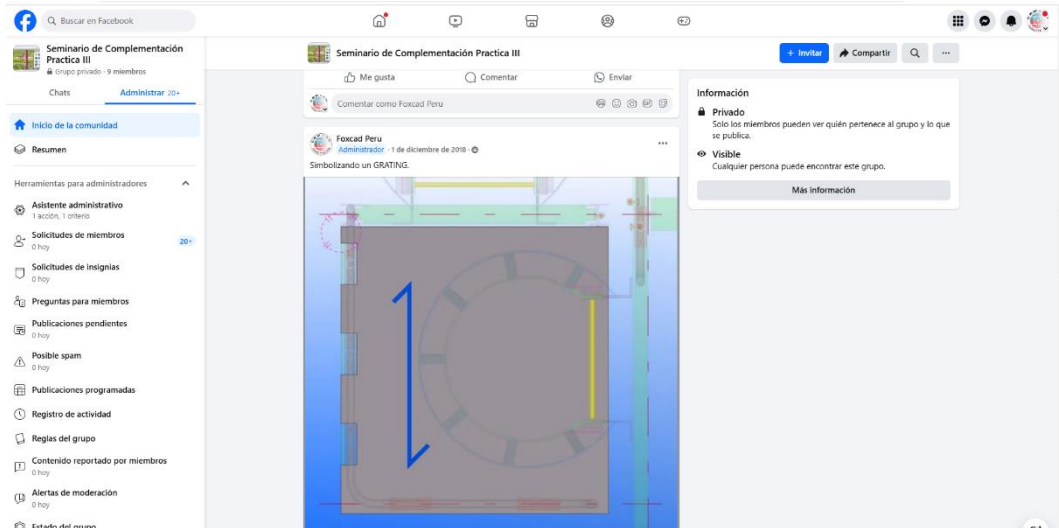 Buscar en Facebook
Seminario de Complementación
Practica III
Grupo privado · 9 miembros
Chats
Administrar 20+
Inicio de la comunidad
Resumen
Herramientas para administradores
Asistente administrativo
1 acción, 1 criterio
Solicitudes de miembros
0 hoy
20+
Solicitudes de insignias
0 hoy
Preguntas para miembros
Publicaciones pendientes
0 hoy
Posible spam
0 hoy
Publicaciones programadas
Registro de actividad
Reglas del grupo
Contenido reportado por miembros
0 hoy
Alertas de moderación
0 hoy
Estado del grupo
Seminario de Complementación Practica III
+ Invitar
Compartir
Me gusta
Comentar
Enviar
Comentar como Foxcad Peru
Foxcad Peru
Administrador · 1 de diciembre de 2018 ·
Simbolizando un GRATING.
Información
Privado
Solo los miembros pueden ver quién pertenece al grupo y lo que
se publica.
Visible
Cualquier persona puede encontrar este grupo.
Más información